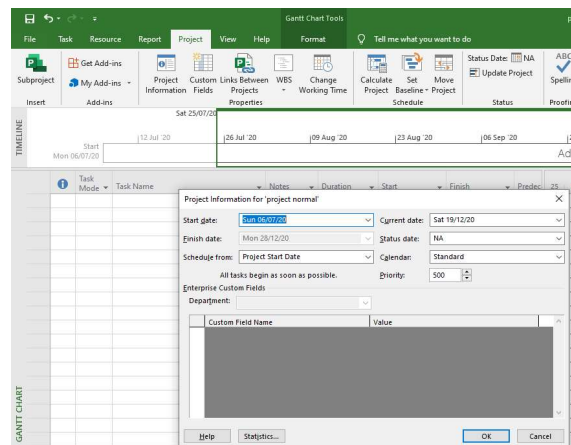 Gantt Chart Tools
File Task Resource Report Project View Help Format Tell me what you want to do
Subproject
Get Add-ins
My Add-ins
Project Information
Custom Fields
Links Between Projects
WBS
Change Working Time
Calculate Project
Set Baseline
Move Project
Status Date: NA
Update Project
ABC
Spelling
Insert Add-ins Properties Schedule Status
TIMELINE
Sat 25/07/20
12 Jul '20 26 Jul '20 09 Aug '20 23 Aug '20 06 Sep '20
Start
Mon 06/07/20
Ad
Task Mode Task Name Notes Duration Start Finish Predec 25
Project Information for 'project normal'
Start date: Sun 06/07/20 Current date: Sat 19/12/20
Finish date: Mon 28/12/20 Status date: NA
Schedule from: Project Start Date Calendar: Standard
All tasks begin as soon as possible. Priority: 500
Enterprise Custom Fields
Department:
Custom Field Name Value
GANTT CHART
Help Statistics... OK Cancel